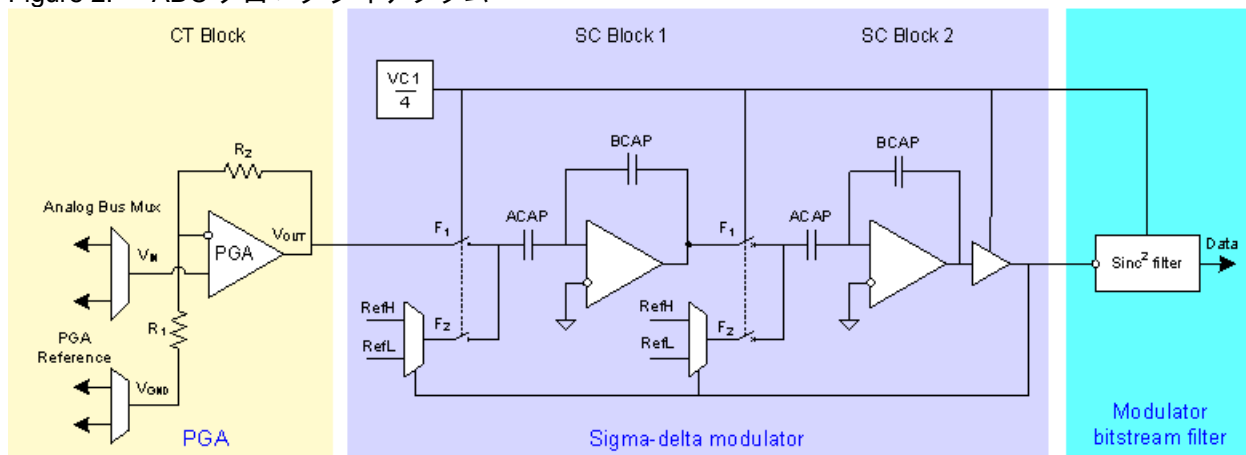 CT Block
SC Block 1
SC Block 2
VC1
4
BCAP
BCAP
R2
Analog Bus Mux
VIN
VOUT
PGA
F1
ACAP
F1
ACAP
Data
Sinc2 filter
R1
RefH
RefL
F2
RefH
RefL
F2
PGA
Reference
VGND
PGA
Sigma-delta modulator
Modulator
bitstream filter